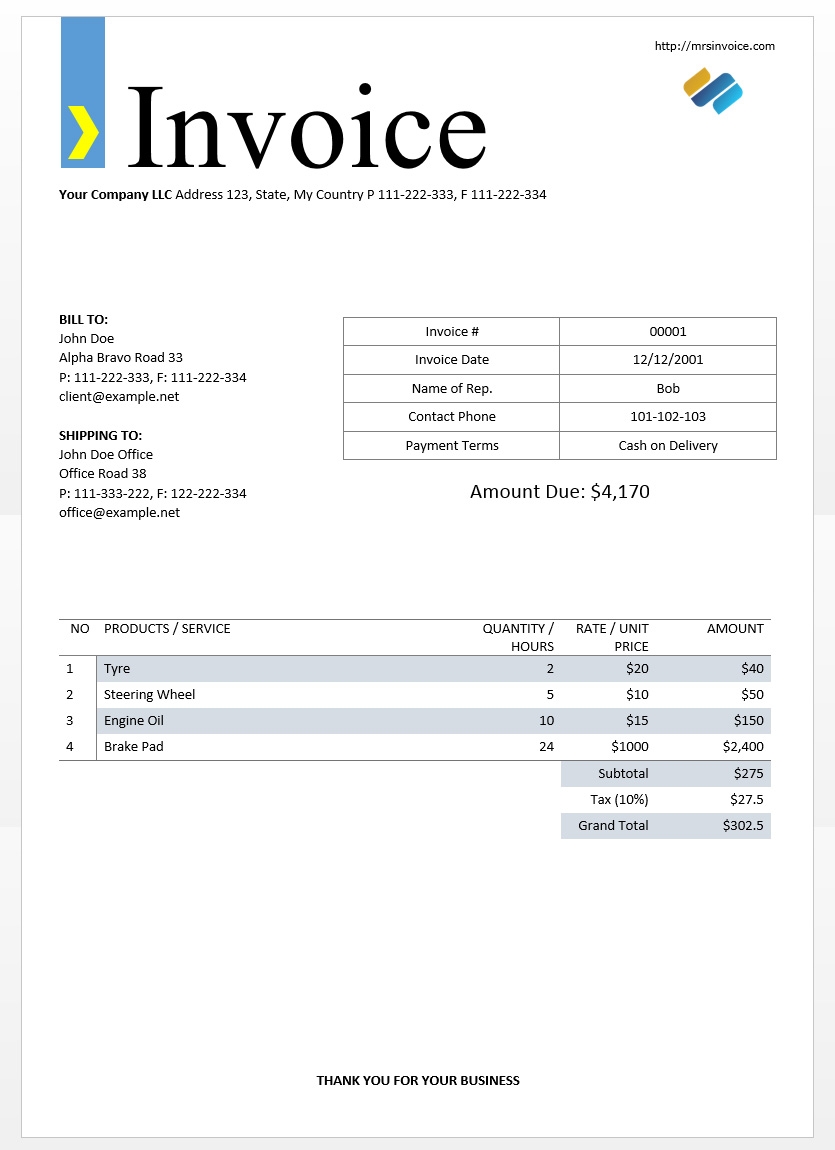 http://mrsinvoice.com
Invoice
Your Company LLC Address 123, State, My Country P 111-222-333, F 111-222-334
BILL TO:
John Doe
Alpha Bravo Road 33
P: 111-222-333, F: 111-222-334
client@example.net
SHIPPING TO:
John Doe Office
Office Road 38
P: 111-333-222, F: 122-222-334
office@example.net
Invoice # 00001
Invoice Date 12/12/2001
Name of Rep. Bob
Contact Phone 101-102-103
Payment Terms Cash on Delivery
Amount Due: $4,170
NO PRODUCTS / SERVICE QUANTITY / HOURS RATE / UNIT PRICE AMOUNT
1 Tyre 2 $20 $40
2 Steering Wheel 5 $10 $50
3 Engine Oil 10 $15 $150
4 Brake Pad 24 $1000 $2,400
Subtotal $275
Tax (10%) $27.5
Grand Total $302.5
THANK YOU FOR YOUR BUSINESS